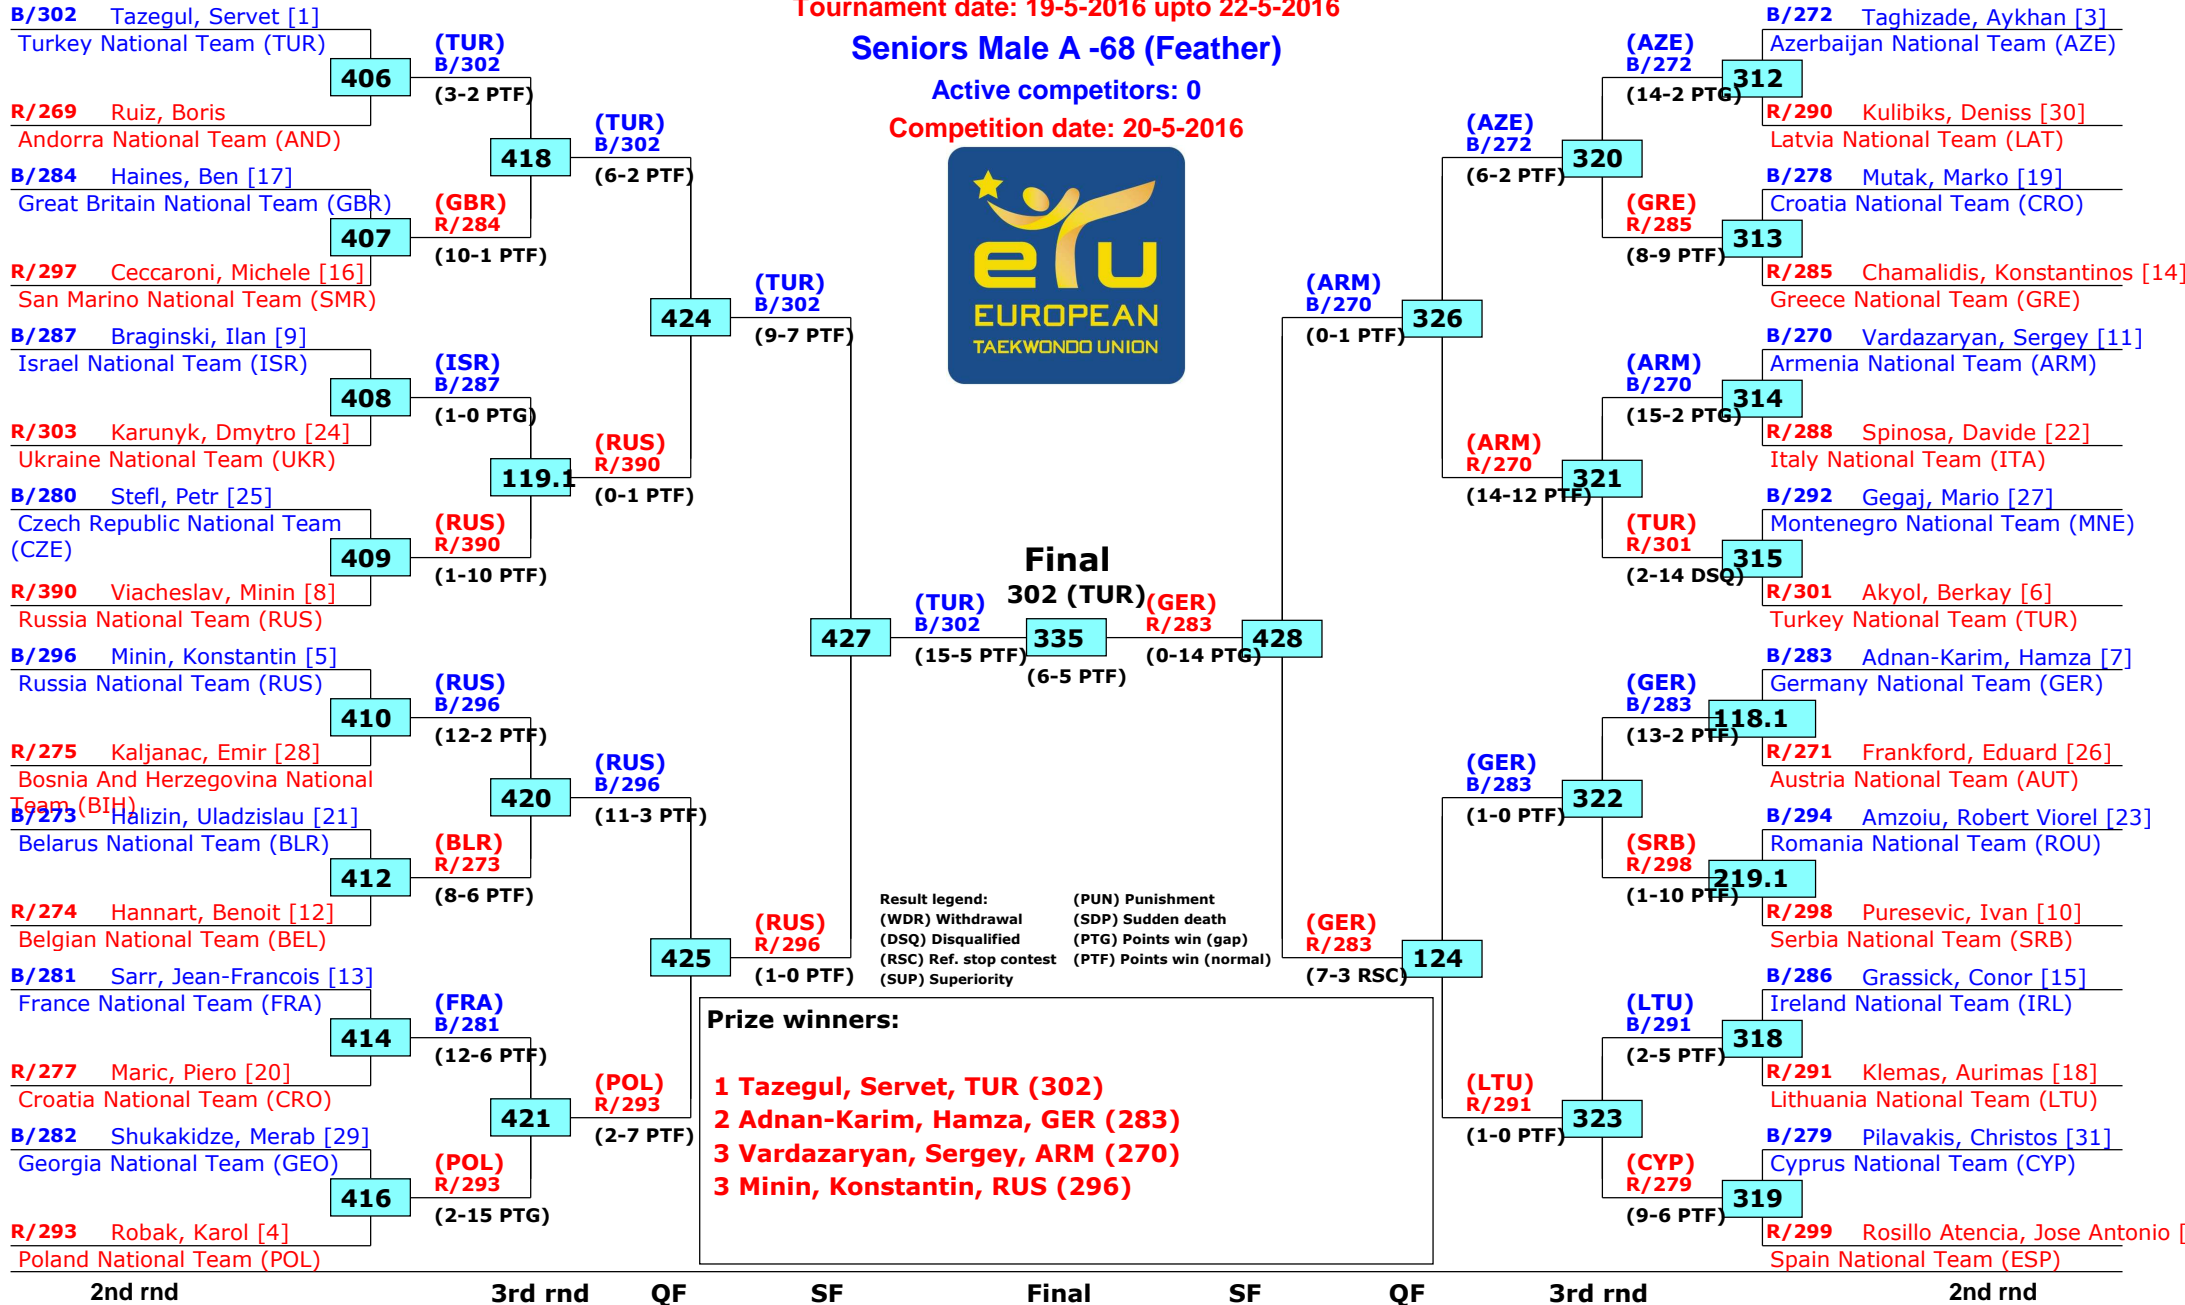 Tournament date: 19-5-2016 upto 22-5-2016
Seniors Male A -68 (Feather)
Active competitors: 0
Competition date: 20-5-2016
eTU
EUROPEAN
TAEKWONDO UNION
B/302 Tazegul, Servet [1]
Turkey National Team (TUR)
406
R/269 Ruiz, Boris
Andorra National Team (AND)
B/284 Haines, Ben [17]
Great Britain National Team (GBR)
407
R/297 Ceccaroni, Michele [16]
San Marino National Team (SMR)
B/287 Braginski, Ilan [9]
Israel National Team (ISR)
408
R/303 Karunyk, Dmytro [24]
Ukraine National Team (UKR)
B/280 Stefl, Petr [25]
Czech Republic National Team
(CZE)
409
R/390 Viacheslav, Minin [8]
Russia National Team (RUS)
B/296 Minin, Konstantin [5]
Russia National Team (RUS)
410
R/275 Kaljanac, Emir [28]
Bosnia And Herzegovina National
Team (BIH)
B/273 Halizin, Uladzislau [21]
Belarus National Team (BLR)
412
R/274 Hannart, Benoit [12]
Belgian National Team (BEL)
B/281 Sarr, Jean-Francois [13]
France National Team (FRA)
414
R/277 Maric, Piero [20]
Croatia National Team (CRO)
B/282 Shukakidze, Merab [29]
Georgia National Team (GEO)
416
R/293 Robak, Karol [4]
Poland National Team (POL)
(TUR)
B/302
(3-2 PTF)
418
(GBR)
R/284
(10-1 PTF)
(ISR)
B/287
(1-0 PTG)
119.1
(RUS)
R/390
(1-10 PTF)
(RUS)
B/296
(12-2 PTF)
420
(BLR)
R/273
(8-6 PTF)
(FRA)
B/281
(12-6 PTF)
421
(POL)
R/293
(2-15 PTG)
(TUR)
B/302
(6-2 PTF)
424
(RUS)
R/390
(0-1 PTF)
(RUS)
B/296
(11-3 PTF)
425
(POL)
R/293
(2-7 PTF)
(TUR)
B/302
(9-7 PTF)
427
(RUS)
R/296
(1-0 PTF)
(TUR)
B/302
(15-5 PTF)
Final
302 (TUR)
335
(6-5 PTF)
(GER)
R/283
(0-14 PTG)
428
(ARM)
B/270
(0-1 PTF)
326
(GER)
R/283
(7-3 RSC)
124
(AZE)
B/272
(6-2 PTF)
320
(ARM)
R/270
(14-12 PTF)
321
(GER)
B/283
(1-0 PTF)
322
(LTU)
R/291
(1-0 PTF)
323
(AZE)
B/272
(14-2 PTG)
312
(GRE)
R/285
(8-9 PTF)
313
(ARM)
B/270
(15-2 PTG)
314
(TUR)
R/301
(2-14 DSQ)
315
(GER)
B/283
(13-2 PTF)
118.1
(SRB)
R/298
(1-10 PTF)
219.1
(LTU)
B/291
(2-5 PTF)
318
(CYP)
R/279
(9-6 PTF)
319
B/272 Taghizade, Aykhan [3]
Azerbaijan National Team (AZE)
R/290 Kulibiks, Deniss [30]
Latvia National Team (LAT)
B/278 Mutak, Marko [19]
Croatia National Team (CRO)
R/285 Chamalidis, Konstantinos [14]
Greece National Team (GRE)
B/270 Vardazaryan, Sergey [11]
Armenia National Team (ARM)
R/288 Spinosa, Davide [22]
Italy National Team (ITA)
B/292 Gegaj, Mario [27]
Montenegro National Team (MNE)
R/301 Akyol, Berkay [6]
Turkey National Team (TUR)
B/283 Adnan-Karim, Hamza [7]
Germany National Team (GER)
R/271 Frankford, Eduard [26]
Austria National Team (AUT)
B/294 Amzoiu, Robert Viorel [23]
Romania National Team (ROU)
R/298 Puresevic, Ivan [10]
Serbia National Team (SRB)
B/286 Grassick, Conor [15]
Ireland National Team (IRL)
R/291 Klemas, Aurimas [18]
Lithuania National Team (LTU)
B/279 Pilavakis, Christos [31]
Cyprus National Team (CYP)
R/299 Rosillo Atencia, Jose Antonio [
Spain National Team (ESP)
Result legend:
(WDR) Withdrawal
(DSQ) Disqualified
(RSC) Ref. stop contest
(SUP) Superiority
(PUN) Punishment
(SDP) Sudden death
(PTG) Points win (gap)
(PTF) Points win (normal)
Prize winners:
1 Tazegul, Servet, TUR (302)
2 Adnan-Karim, Hamza, GER (283)
3 Vardazaryan, Sergey, ARM (270)
3 Minin, Konstantin, RUS (296)
2nd rnd 3rd rnd QF SF Final SF QF 3rd rnd 2nd rnd